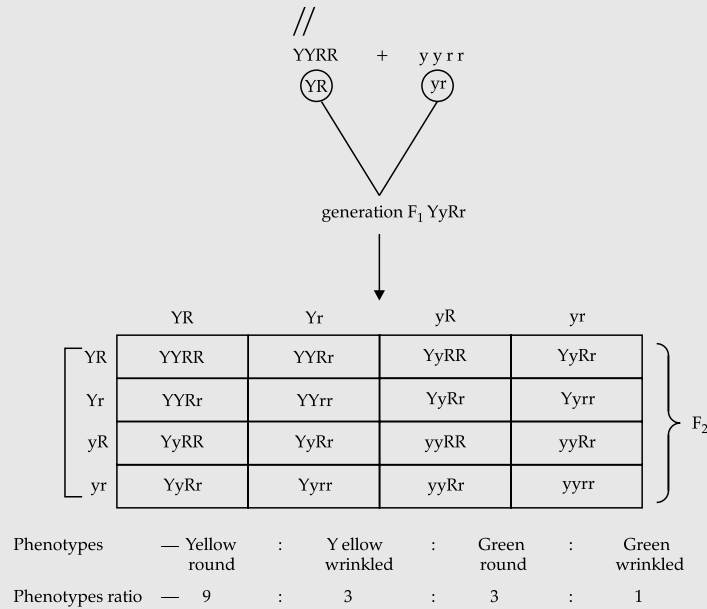 //
YYRR + y y r r
YR yr
generation F₁ YyRr
YR Yr yR yr
YR YYRR YYRr YyRR YyRr
Yr YYRr YYrr YyRr Yyrr
yR YyRR YyRr yyRR yyRr
F₂
yr YyRr Yyrr yyRr yyrr
Phenotypes — Yellow : Y ellow : Green : Green
round wrinkled round wrinkled
Phenotypes ratio — 9 : 3 : 3 : 1